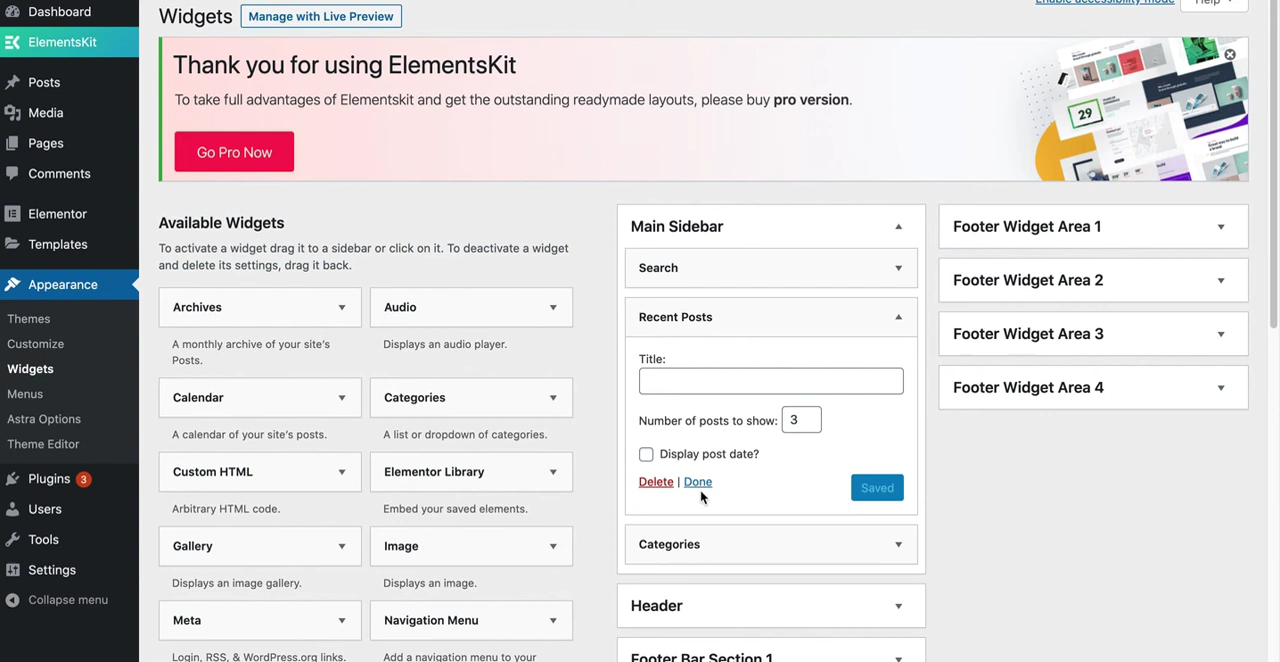 Dashboard
ElementsKit
Posts
Media
Pages
Comments
Elementor
Templates
Appearance
Themes
Customize
Widgets
Menus
Astra Options
Theme Editor
Plugins 3
Users
Tools
Settings
Collapse menu
Widgets Manage with Live Preview
Enable accessibility mode
Help
Thank you for using ElementsKit
To take full advantages of Elementskit and get the outstanding readymade layouts, please buy pro version.
Go Pro Now
29
Available Widgets
To activate a widget drag it to a sidebar or click on it. To deactivate a widget
and delete its settings, drag it back.
Archives
A monthly archive of your site's
Posts.
Audio
Displays an audio player.
Calendar
A calendar of your site's posts.
Categories
A list or dropdown of categories.
Custom HTML
Arbitrary HTML code.
Elementor Library
Embed your saved elements.
Gallery
Displays an image gallery.
Image
Displays an image.
Meta
Login, RSS, & WordPress.org links.
Navigation Menu
Add a navigation menu to your
Main Sidebar
Search
Recent Posts
Title:
Number of posts to show: 3
Display post date?
Delete | Done
Saved
Categories
Header
Footer Bar Section 1
Footer Widget Area 1
Footer Widget Area 2
Footer Widget Area 3
Footer Widget Area 4